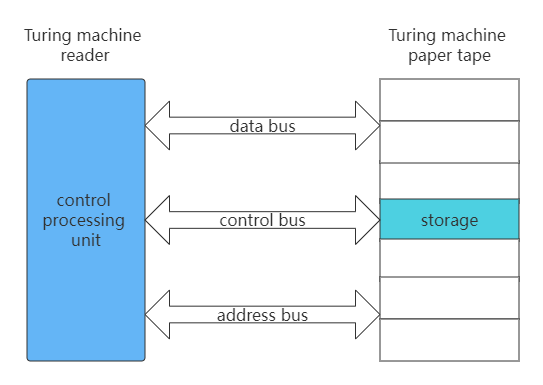 Turing machine
reader
Turing machine
paper tape
data bus
control
processing
unit
control bus
storage
address bus